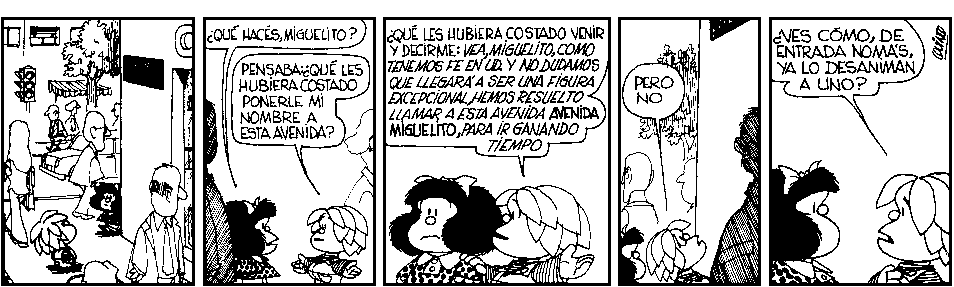 ¿QUÉ HACÉS, MIGUELITO?
PENSABA:¿QUÉ LES
HUBIERA COSTADO
PONERLE MI
NOMBRE A
ESTA AVENIDA?
¿QUÉ LES HUBIERA COSTADO VENIR
Y DECIRME: VEA, MIGUELITO, COMO
TENEMOS FE EN UD. Y NO DUDAMOS
QUE LLEGARÁ A SER UNA FIGURA
EXCEPCIONAL, HEMOS RESUELTO
LLAMAR A ESTA AVENIDA AVENIDA
MIGUELITO, PARA IR GANANDO
TIEMPO
PERO
NO
¿VES CÓMO, DE
ENTRADA NOMÁS,
YA LO DESANIMAN
A UNO?
QUINO